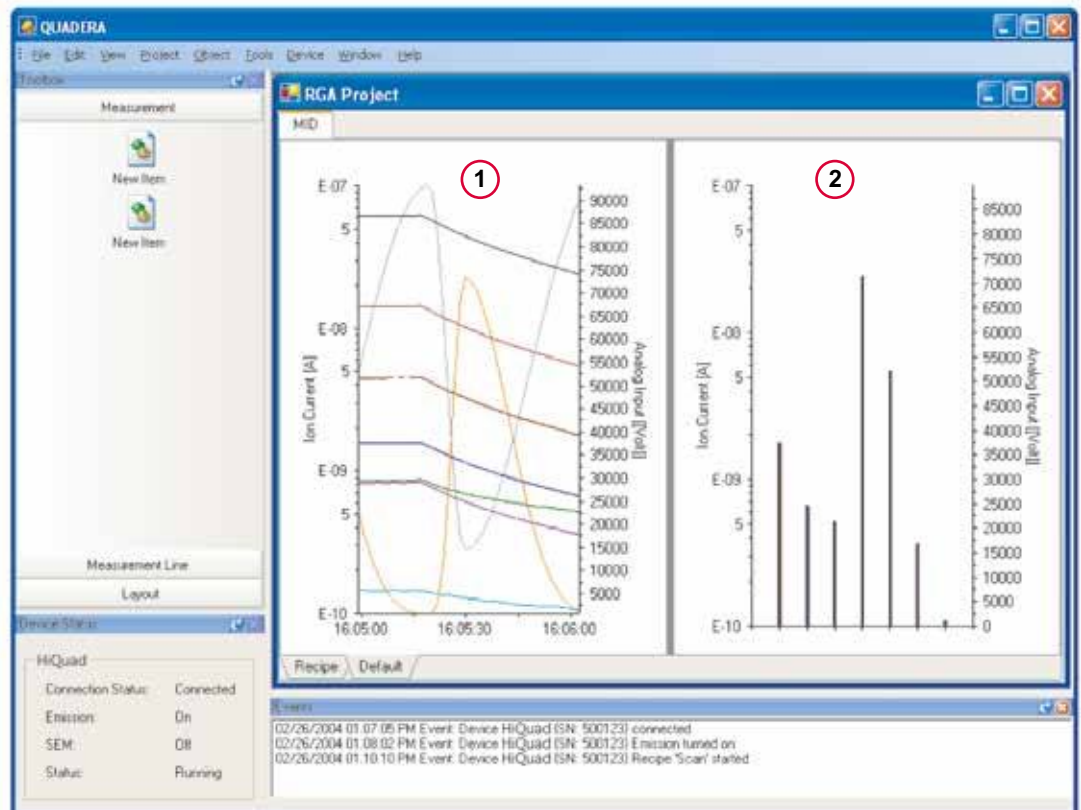 QUADERA
File Edit View Project Object Tools Device Window Help
Toolbox
Measurement
New Item
New Item
Measurement Line
Layout
Device Status
HiQuad
Connection Status: Connected
Emission: On
SEM: Off
Status: Running
RGA Project
MID
1
Ion Current [A]
E-07
5
E-08
5
E-09
5
E-10
16:05:00 16:05:30 16:06:00
90000
85000
80000
75000
70000
65000
60000
55000
50000
45000
40000
35000
30000
25000
20000
15000
10000
5000
Analog Input [[Volt]]
2
Ion Current [A]
E-07
5
E-08
5
E-09
5
E-10
85000
80000
75000
70000
65000
60000
55000
50000
45000
40000
35000
30000
25000
20000
15000
10000
5000
0
Analog Input [[Volt]]
Recipe Default
Events
02/26/2004 01:07:05 PM Event: Device HiQuad (SN: 500123) connected
02/26/2004 01:08:02 PM Event: Device HiQuad (SN: 500123) Emission turned on
02/26/2004 01:10:10 PM Event: Device HiQuad (SN: 500123) Recipe 'Scan' started